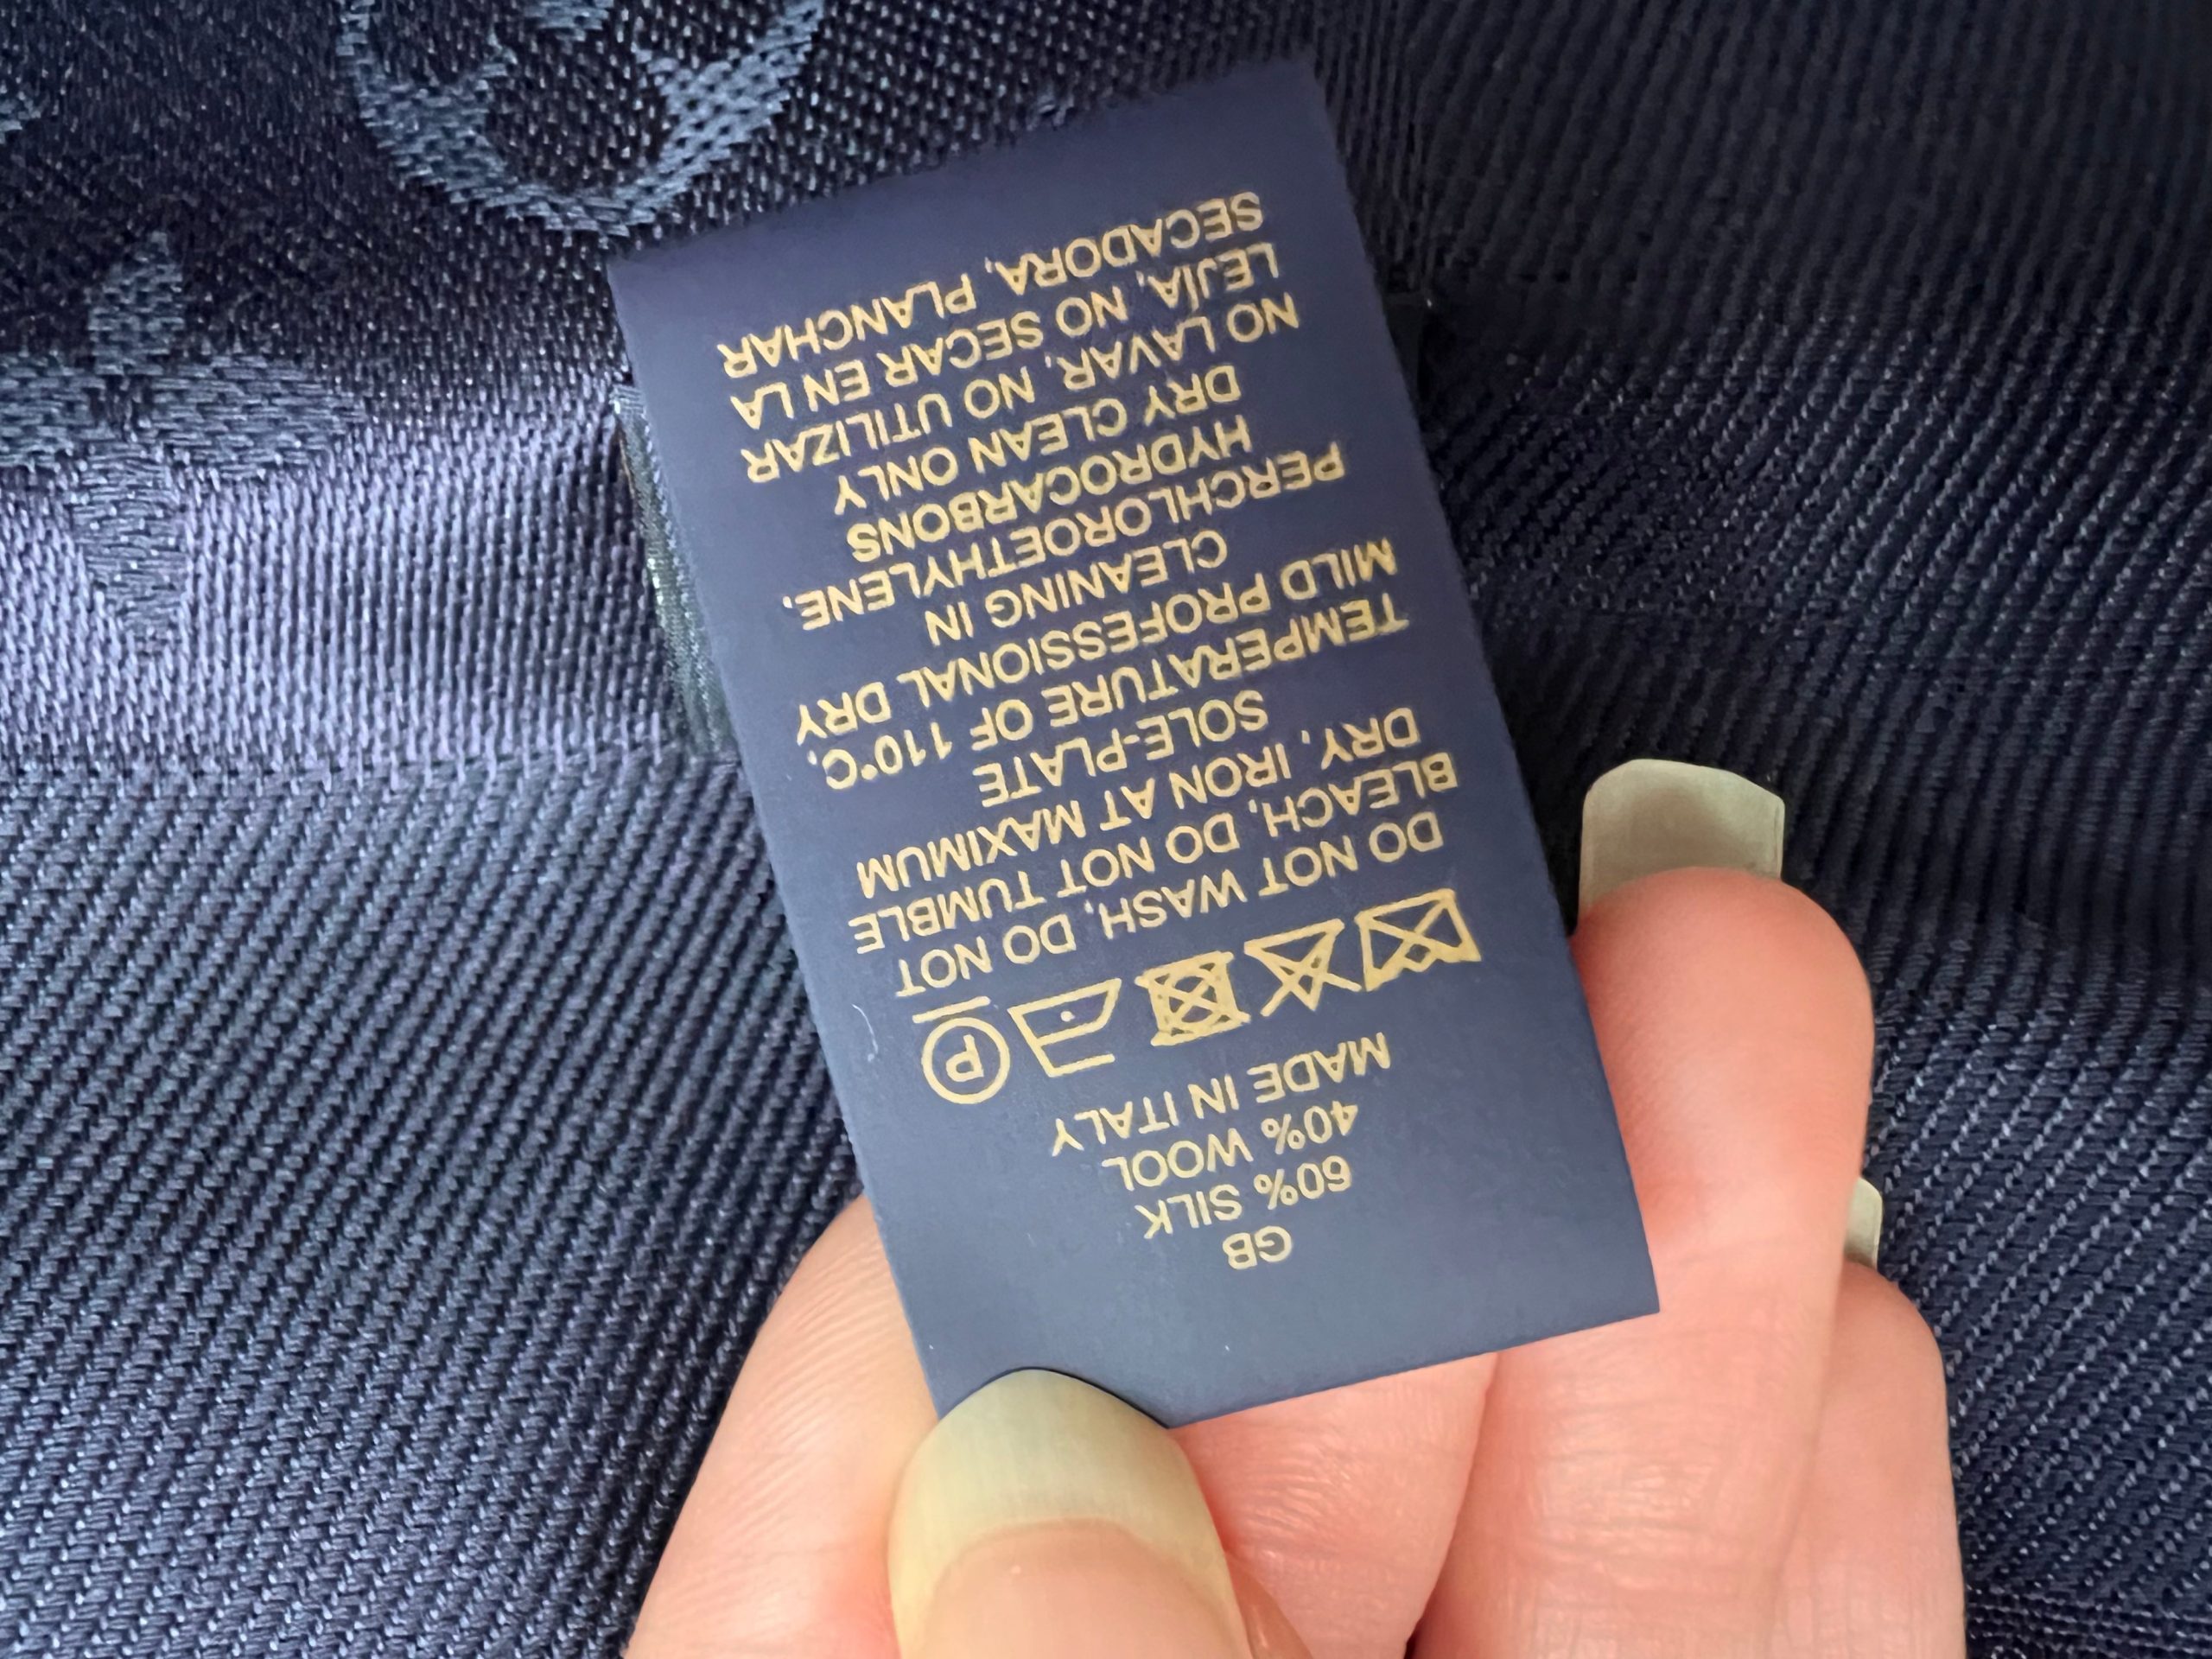 GB
60% SILK
40% WOOL
MADE IN ITALY
P
DO NOT WASH, DO NOT
BLEACH, DO NOT TUMBLE
DRY, IRON AT MAXIMUM
SOLE-PLATE
TEMPERATURE OF 110°C,
MILD PROFESSIONAL DRY
CLEANING IN
PERCHLOROETHYLENE,
HYDROCARBONS
DRY CLEAN ONLY
NO LAVAR, NO UTILIZAR
LEJÍA, NO SECAR EN LA
SECADORA, PLANCHAR